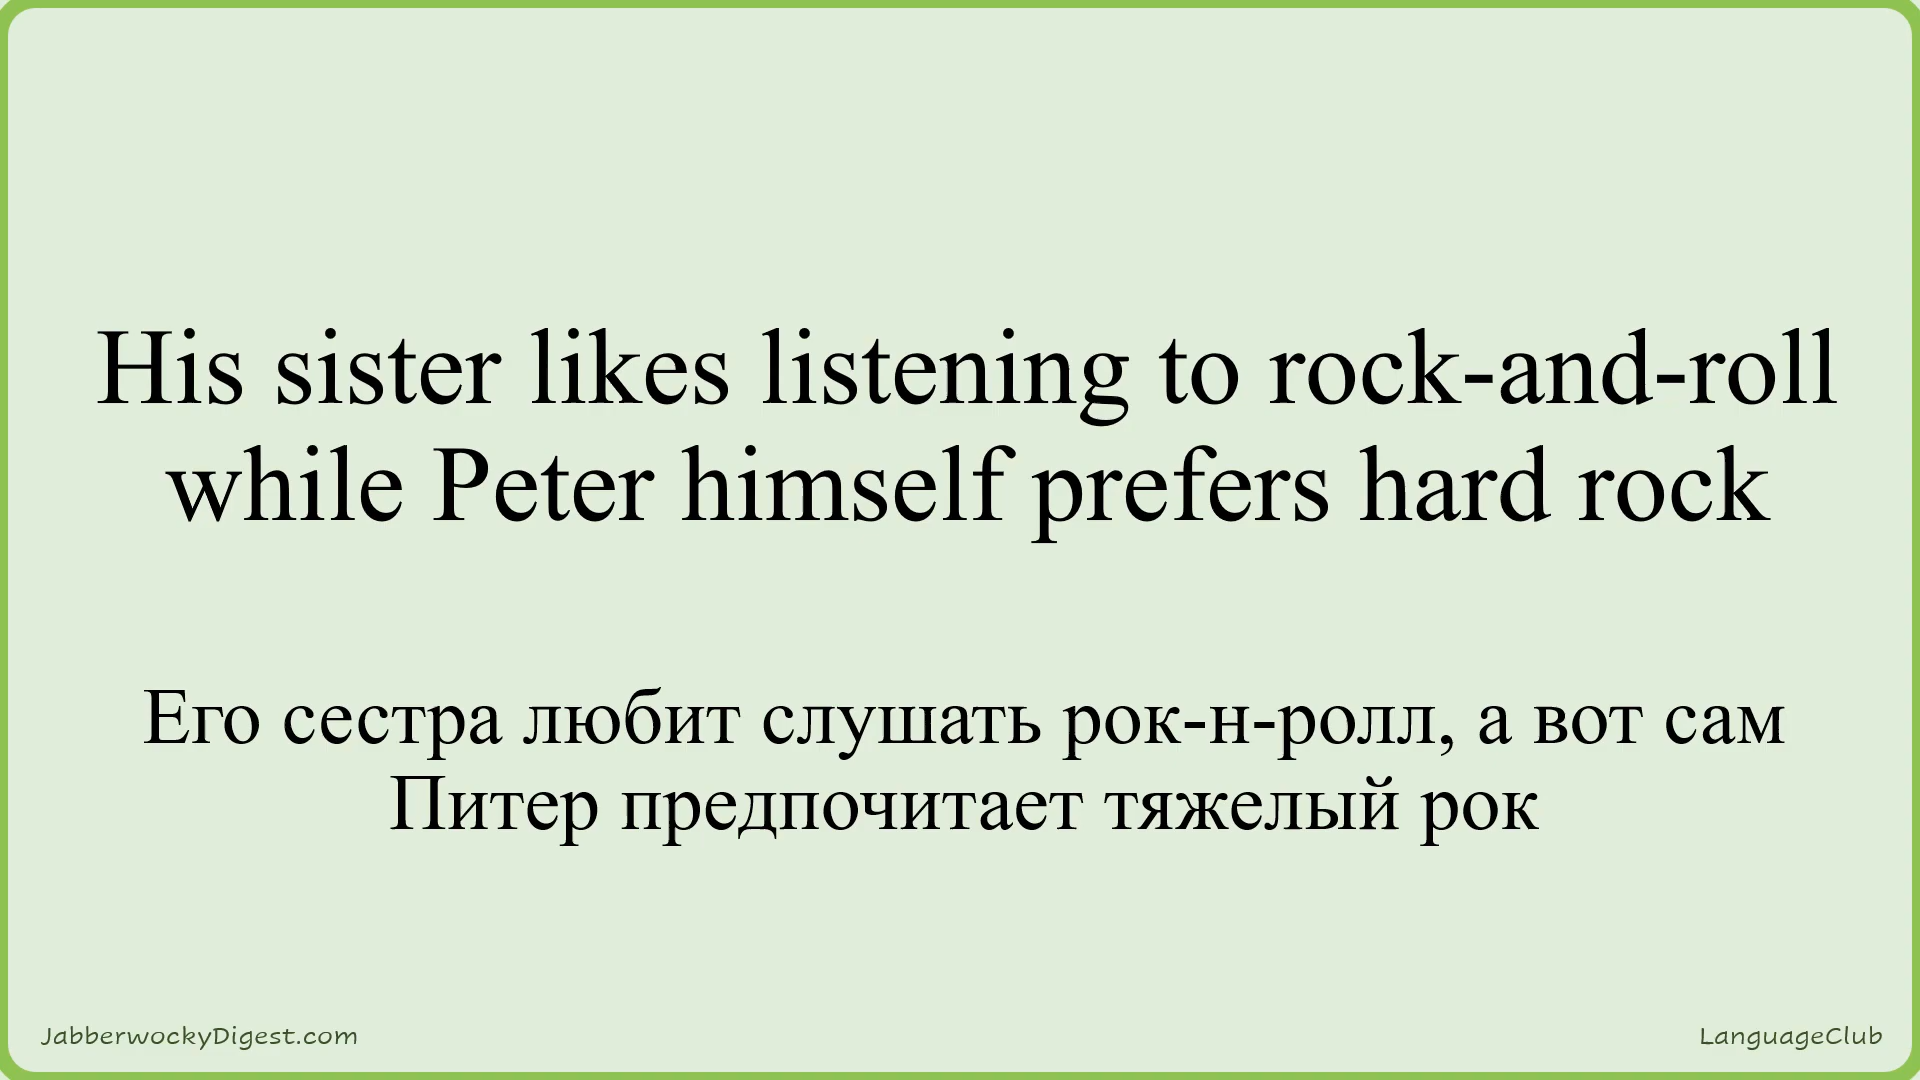 His sister likes listening to rock-and-roll
while Peter himself prefers hard rock
Его сестра любит слушать рок-н-ролл, а вот сам
Питер предпочитает тяжелый рок
JabberwockyDigest.com
LanguageClub